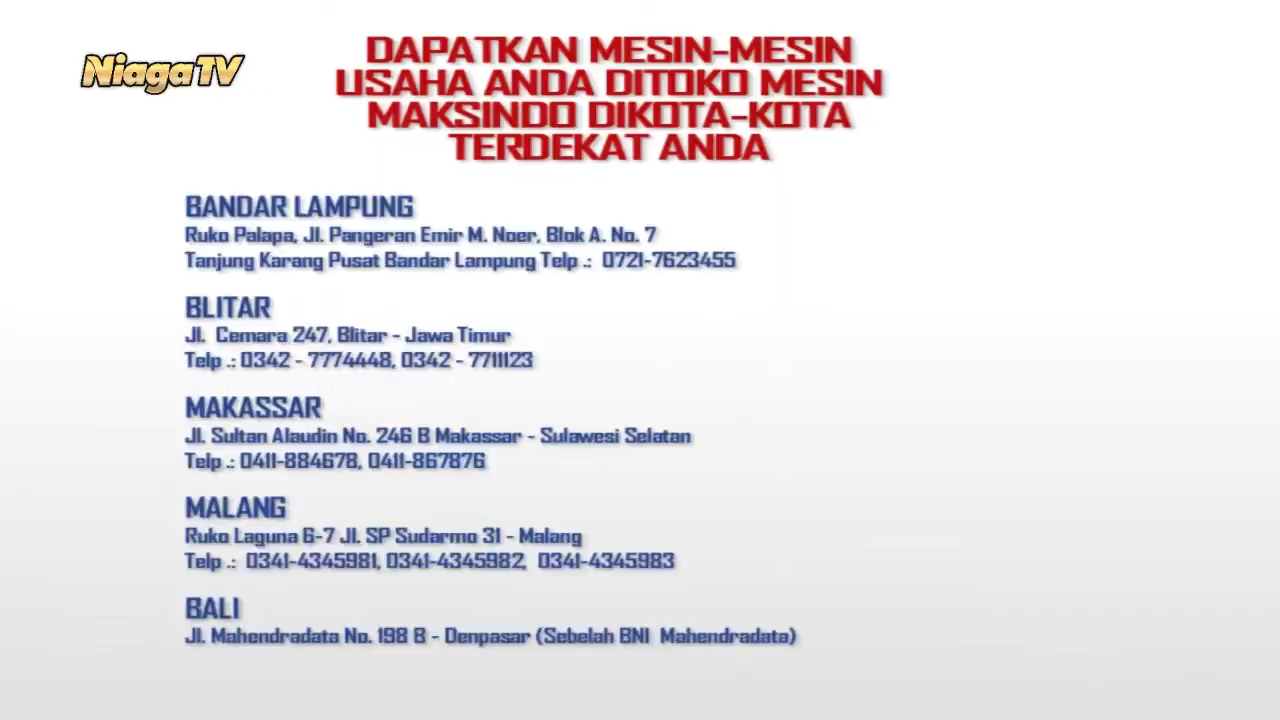 NiagaTV
DAPATKAN MESIN-MESIN
USAHA ANDA DITOKO MESIN
MAKSINDO DIKOTA-KOTA
TERDEKAT ANDA
BANDAR LAMPUNG
Ruko Palapa, Jl. Pangeran Emir M. Noer, Blok A. No. 7
Tanjung Karang Pusat Bandar Lampung Telp .: 0721-7623455
BLITAR
Jl. Cemara 247, Blitar - Jawa Timur
Telp .: 0342 - 7774448, 0342 - 7711123
MAKASSAR
Jl. Sultan Alaudin No. 246 B Makassar - Sulawesi Selatan
Telp .: 0411-884678, 0411-867876
MALANG
Ruko Laguna 6-7 Jl. SP Sudarmo 31 - Malang
Telp .: 0341-4345981, 0341-4345982, 0341-4345983
BALI
Jl. Mahendradata No. 198 B - Denpasar (Sebelah BNI Mahendradata)